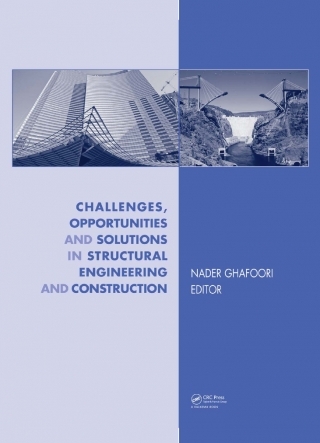 CHALLENGES,
OPPORTUNITIES
AND SOLUTIONS
IN STRUCTURAL
ENGINEERING
AND CONSTRUCTION
NADER GHAFOORI
EDITOR
CRC Press